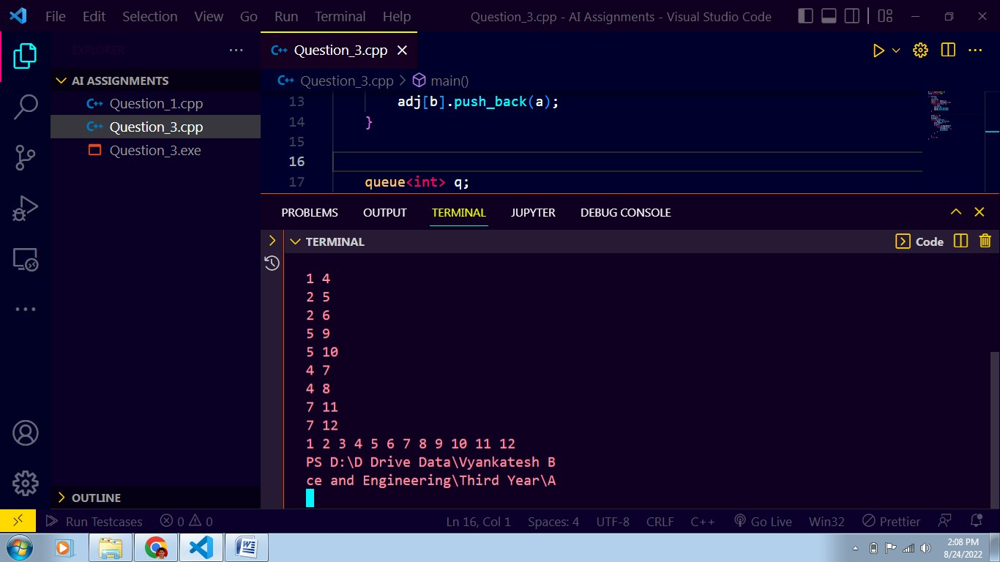 File Edit Selection View Go Run Terminal Help Question_3.cpp - AI Assignments - Visual Studio Code
EXPLORER
Question_3.cpp
AI ASSIGNMENTS
Question_1.cpp
Question_3.cpp
Question_3.exe
OUTLINE
Question_3.cpp > main()
13 adj[b].push_back(a);
14 }
15
16
17 queue<int> q;
PROBLEMS OUTPUT TERMINAL JUPYTER DEBUG CONSOLE
TERMINAL Code
1 4
2 5
2 6
5 9
5 10
4 7
4 8
7 11
7 12
1 2 3 4 5 6 7 8 9 10 11 12
PS D:\D Drive Data\Vyankatesh B
ce and Engineering\Third Year\A
Run Testcases 0 0 Ln 16, Col 1 Spaces: 4 UTF-8 CRLF C++ Go Live Win32 Prettier
2:08 PM
8/24/2022